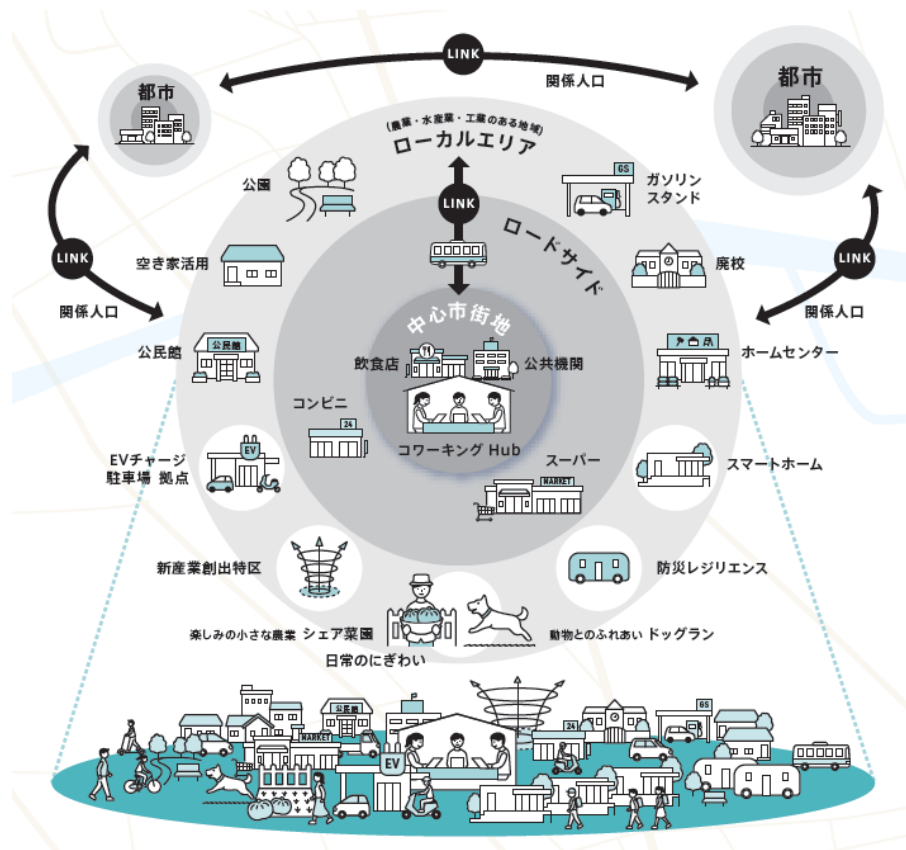 LINK
関係人口
都市
都市
(農業・水産業・工業のある地域)
ローカルエリア
公園
LINK
GS
ガソリン
スタンド
ロードサイド
空き家活用
廃校
LINK
関係人口
LINK
関係人口
中心市街地
公民館
公民館
飲食店
公共機関
ホームセンター
コンビニ
24
コワーキング Hub
EVチャージ
駐車場 拠点
EV
スーパー
MARKET
スマートホーム
新産業創出特区
防災レジリエンス
楽しみの小さな農業 シェア菜園
動物とのふれあい ドッグラン
日常のにぎわい
公民館
MARKET
EV
24
GS